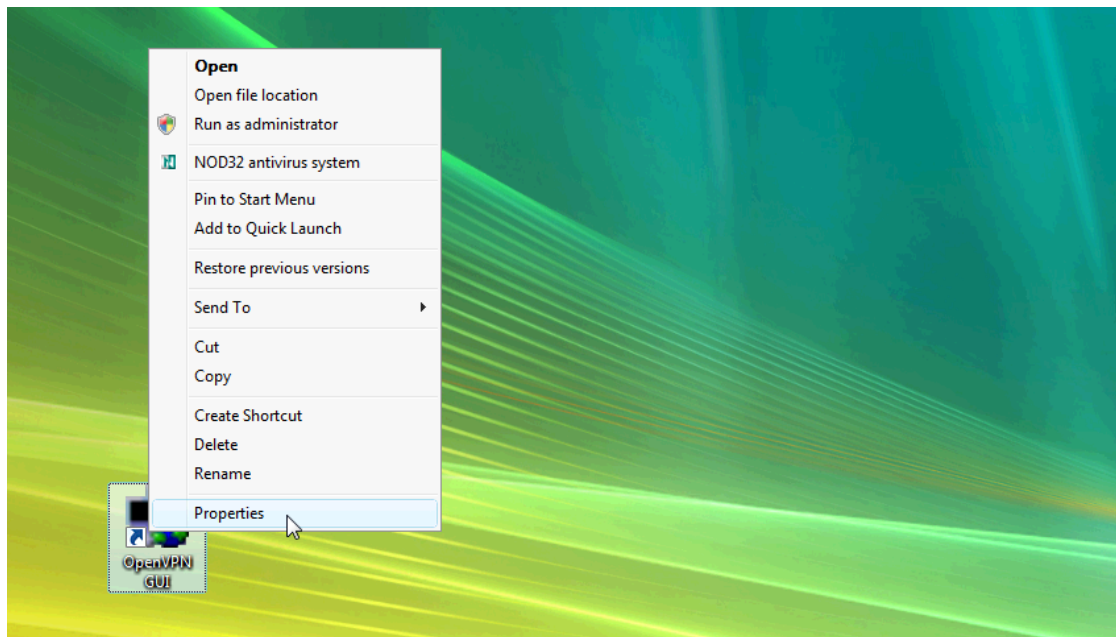 Open
Open file location
Run as administrator
NOD32 antivirus system
Pin to Start Menu
Add to Quick Launch
Restore previous versions
Send To
Cut
Copy
Create Shortcut
Delete
Rename
Properties
OpenVPN
GUI